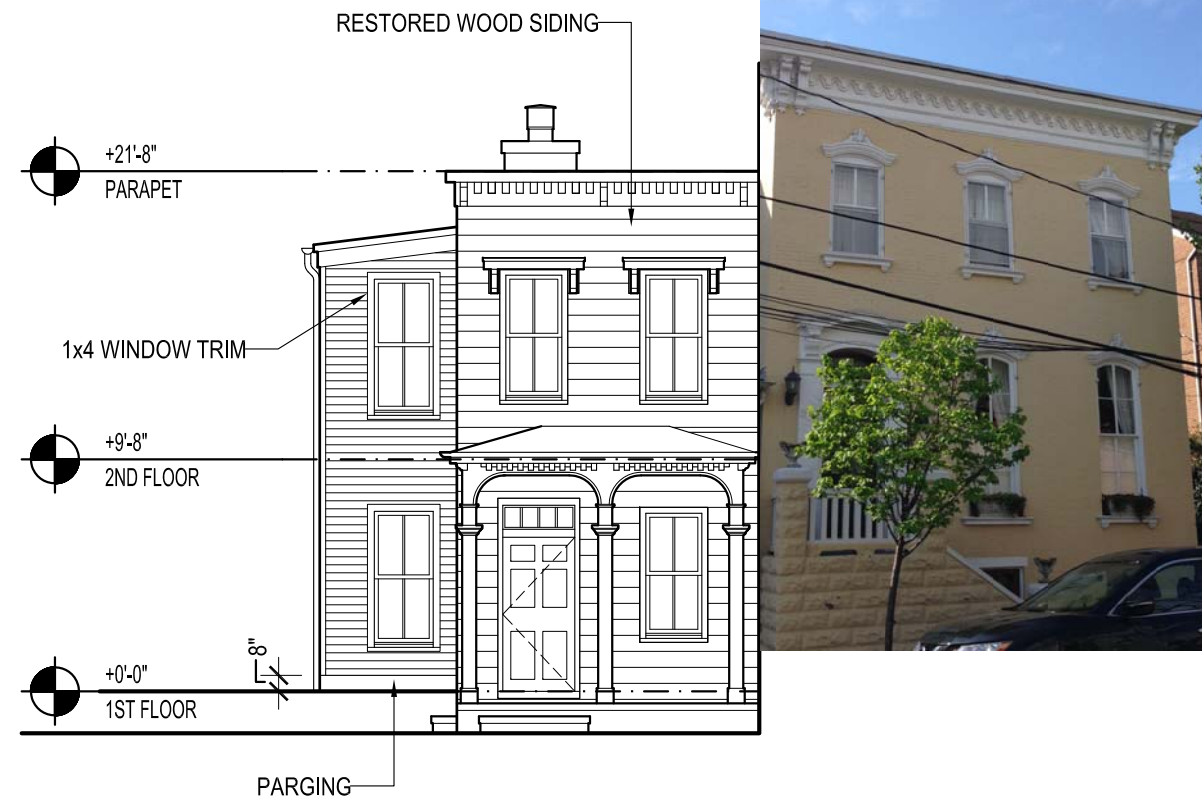 RESTORED WOOD SIDING
+21'-8"
PARAPET
1x4 WINDOW TRIM
+9'-8"
2ND FLOOR
8"
+0'-0"
1ST FLOOR
PARGING